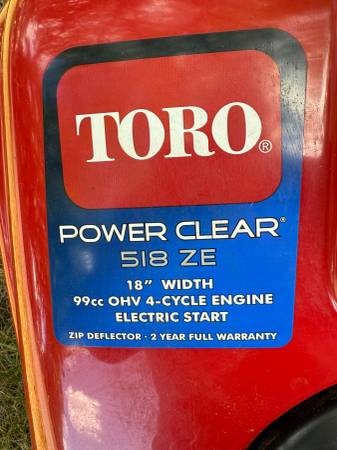 TORO®
POWER CLEAR®
518 ZE
18" WIDTH
99cc OHV 4-CYCLE ENGINE
ELECTRIC START
ZIP DEFLECTOR · 2 YEAR FULL WARRANTY